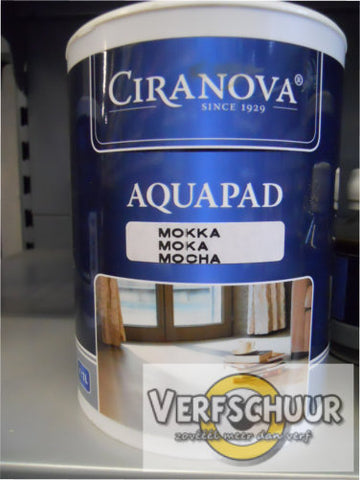 CIRANOVA®
SINCE 1929
AQUAPAD
MOKKA
MOKA
MOCHA
VERFSCHUUR
zoveel meer dan verf